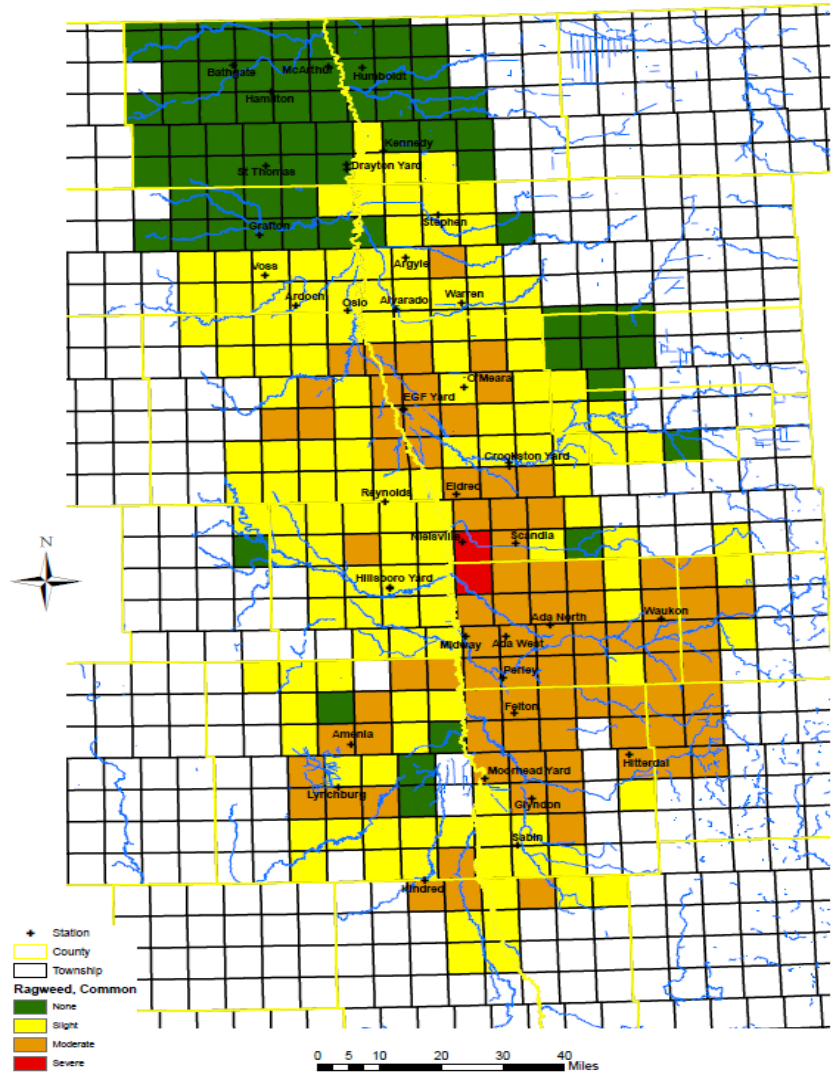 Bathgate
McArthur
Humboldt
Hamilton
Kennedy
St Thomas
Drayton Yard
Stephen
Grafton
Argyle
Voss
Ardoch
Oslo
Alvarado
Warren
O'Meara
EGF Yard
Crookston Yard
Eldred
Reynolds
Nielsville
Scandia
N
Hillsboro Yard
Ada North
Waukon
Midway
Ada West
Perley
Felton
Amenia
Hitterdal
Moorhead Yard
Lynchburg
Glyndon
Sabin
Kindred
Station
County
Township
Ragweed, Common
None
Slight
Moderate
Severe
0 5 10 20 30 40 Miles